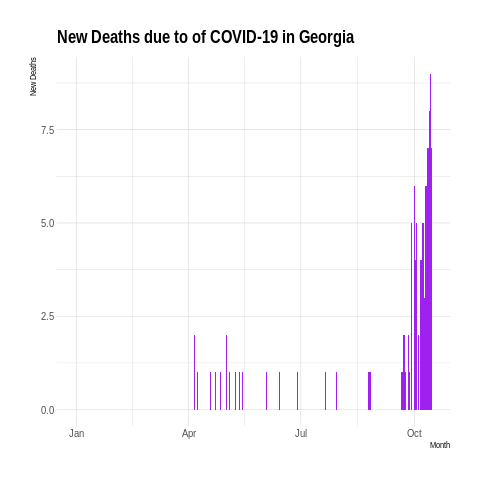 New Deaths due to of COVID-19 in Georgia
New Deaths
7.5
5.0
2.5
0.0
Jan Apr Jul Oct
Month